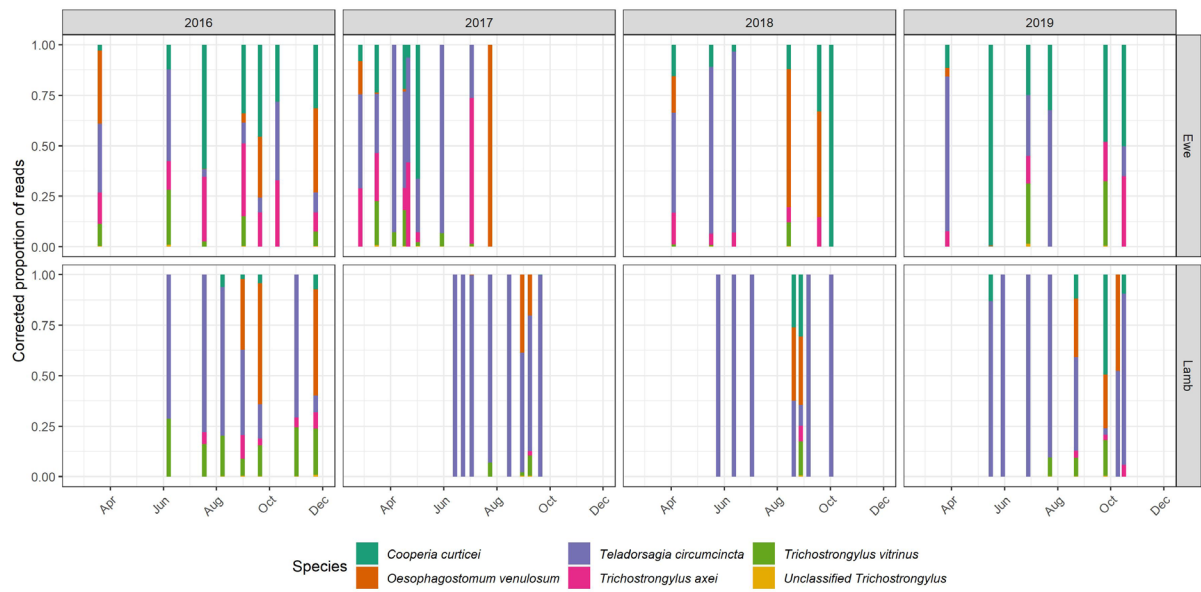 2016 2017 2018 2019
Corrected proportion of reads
1.00
0.75
0.50
0.25
0.00
Ewe
1.00
0.75
0.50
0.25
0.00
Lamb
Apr Jun Aug Oct Dec Apr Jun Aug Oct Dec Apr Jun Aug Oct Dec Apr Jun Aug Oct Dec
Species
Cooperia curticei Teladorsagia circumcincta Trichostrongylus vitrinus
Oesophagostomum venulosum Trichostrongylus axei Unclassified Trichostrongylus